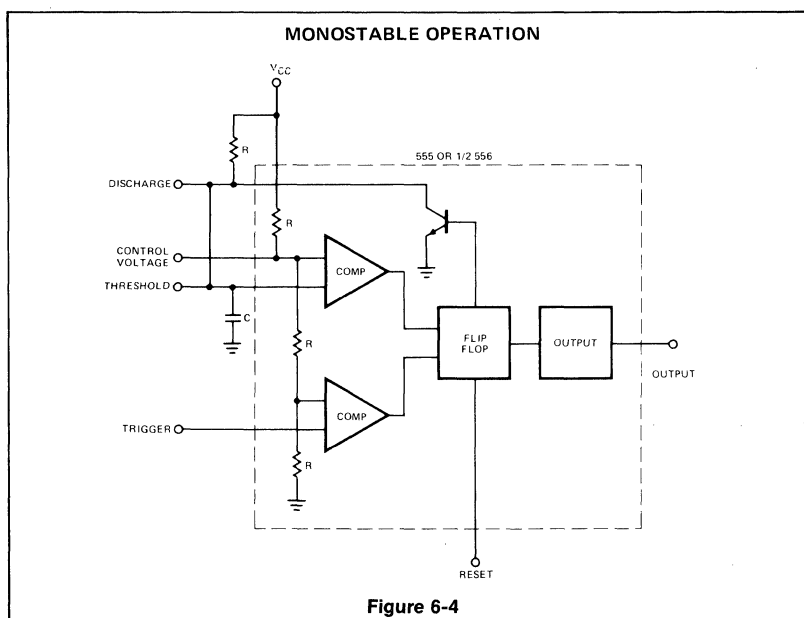 MONOSTABLE OPERATION
VCC
R
555 OR 1/2 556
DISCHARGE
R
CONTROL
VOLTAGE
COMP
THRESHOLD
C
R
FLIP
FLOP
OUTPUT
OUTPUT
COMP
TRIGGER
R
RESET
Figure 6-4